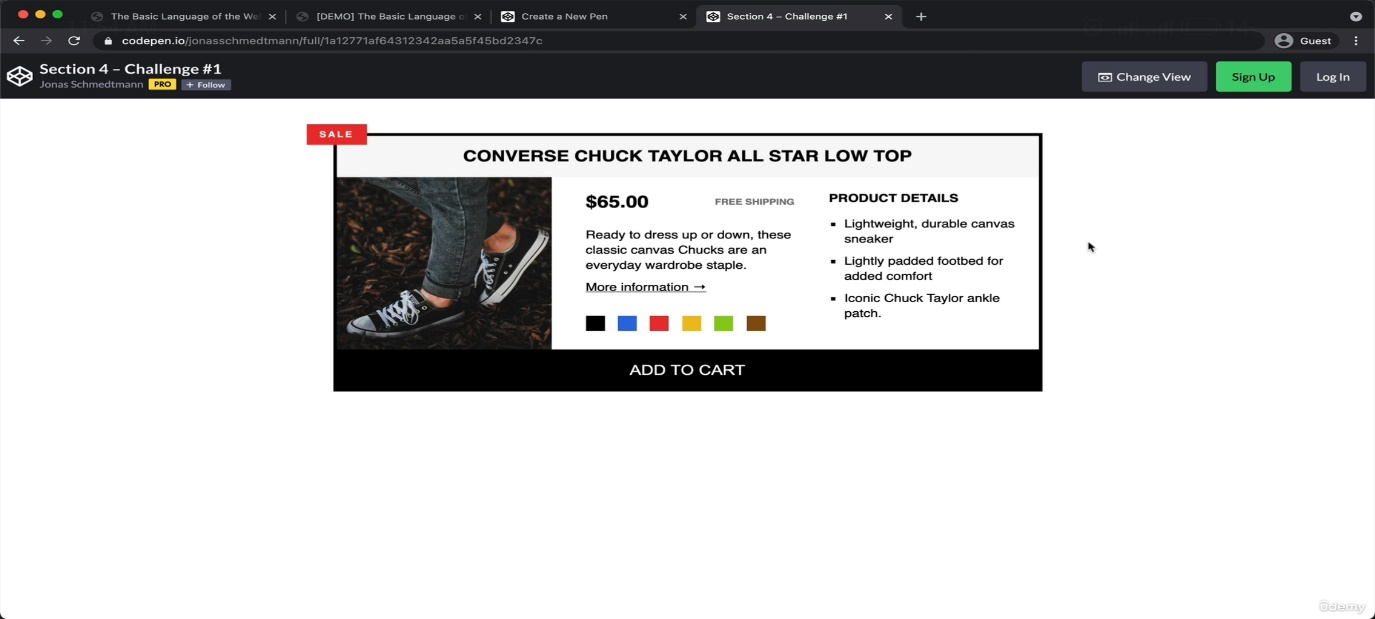 The Basic Language of the We
[DEMO] The Basic Language o
Create a New Pen
Section 4 – Challenge #1
codepen.io/jonasschmedtmann/full/1a12771af64312342aa5a5f45bd2347c
Guest
Section 4 – Challenge #1
Jonas Schmedtmann PRO + Follow
Change View
Sign Up
Log In
SALE
CONVERSE CHUCK TAYLOR ALL STAR LOW TOP
$65.00
FREE SHIPPING
Ready to dress up or down, these
classic canvas Chucks are an
everyday wardrobe staple.
More information →
PRODUCT DETAILS
▪ Lightweight, durable canvas
sneaker
▪ Lightly padded footbed for
added comfort
▪ Iconic Chuck Taylor ankle
patch.
ADD TO CART
ûdemy